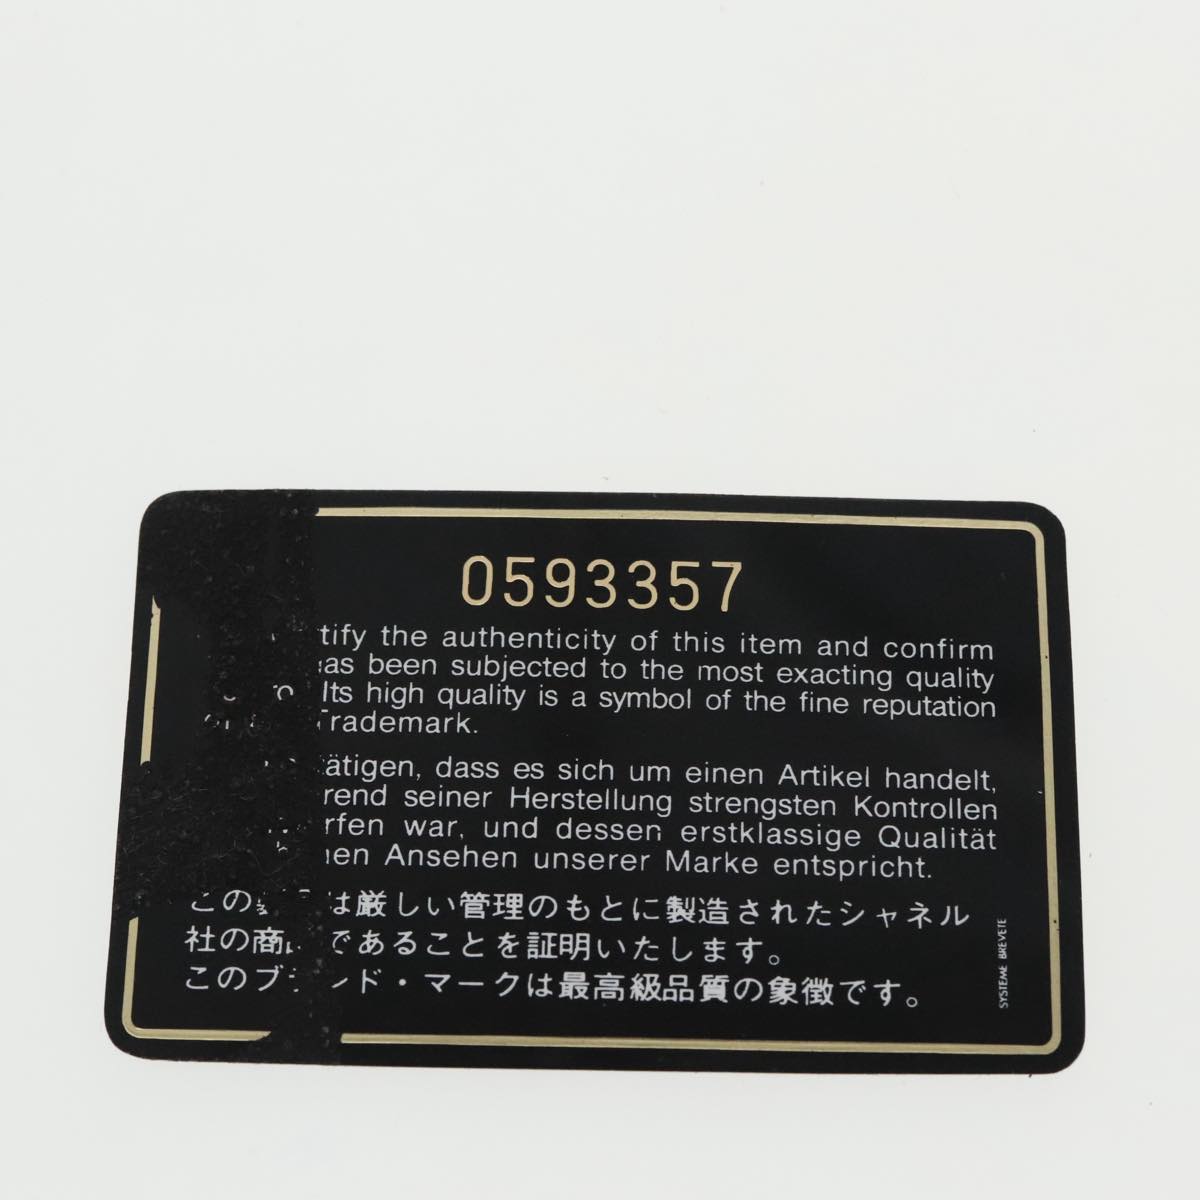 0593357
tify the authenticity of this item and confirm
has been subjected to the most exacting quality
Its high quality is a symbol of the fine reputation
Trademark.
ätigen, dass es sich um einen Artikel handelt,
rend seiner Herstellung strengsten Kontrollen
rfen war, und dessen erstklassige Qualität
hen Ansehen unserer Marke entspricht.
この は厳しい管理のもとに製造されたシャネル
社の商 であることを証明いたします。
このブ ンド・マークは最高級品質の象徴です。
SYSTEME BREVETE